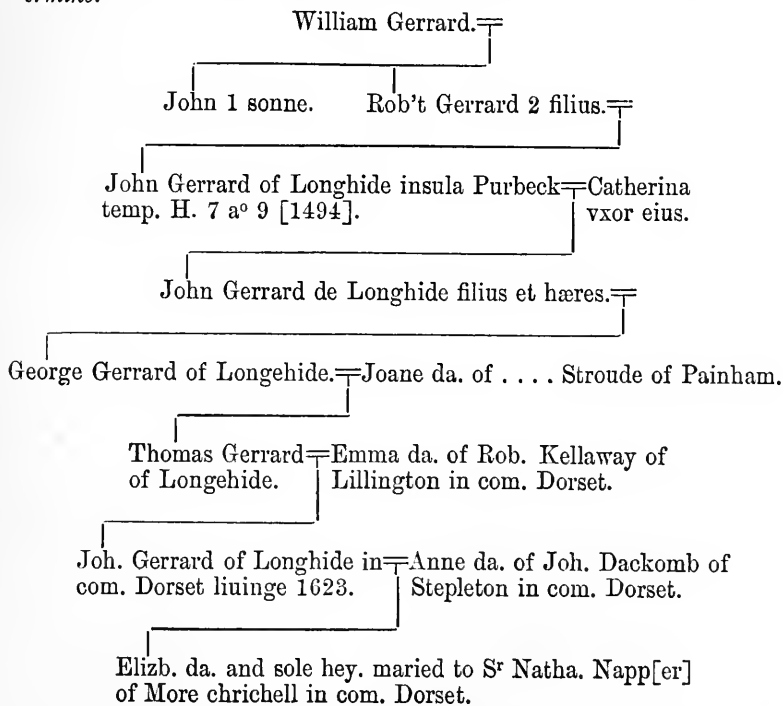 William Gerrard.
John 1 sonne. Rob't Gerrard 2 filius.
John Gerrard of Longhide insula Purbeck Catherina
temp. H. 7 aº 9 [1494]. vxor eius.
John Gerrard de Longhide filius et hæres.
George Gerrard of Longehide. Joane da. of . . . . Stroude of Painham.
Thomas Gerrard Emma da. of Rob. Kellaway of
of Longehide. Lillington in com. Dorset.
Joh. Gerrard of Longhide in Anne da. of Joh. Dackomb of
com. Dorset liuinge 1623. Stepleton in com. Dorset.
Elizb. da. and sole hey. maried to Sʳ Natha. Napp[er]
of More chrichell in com. Dorset.